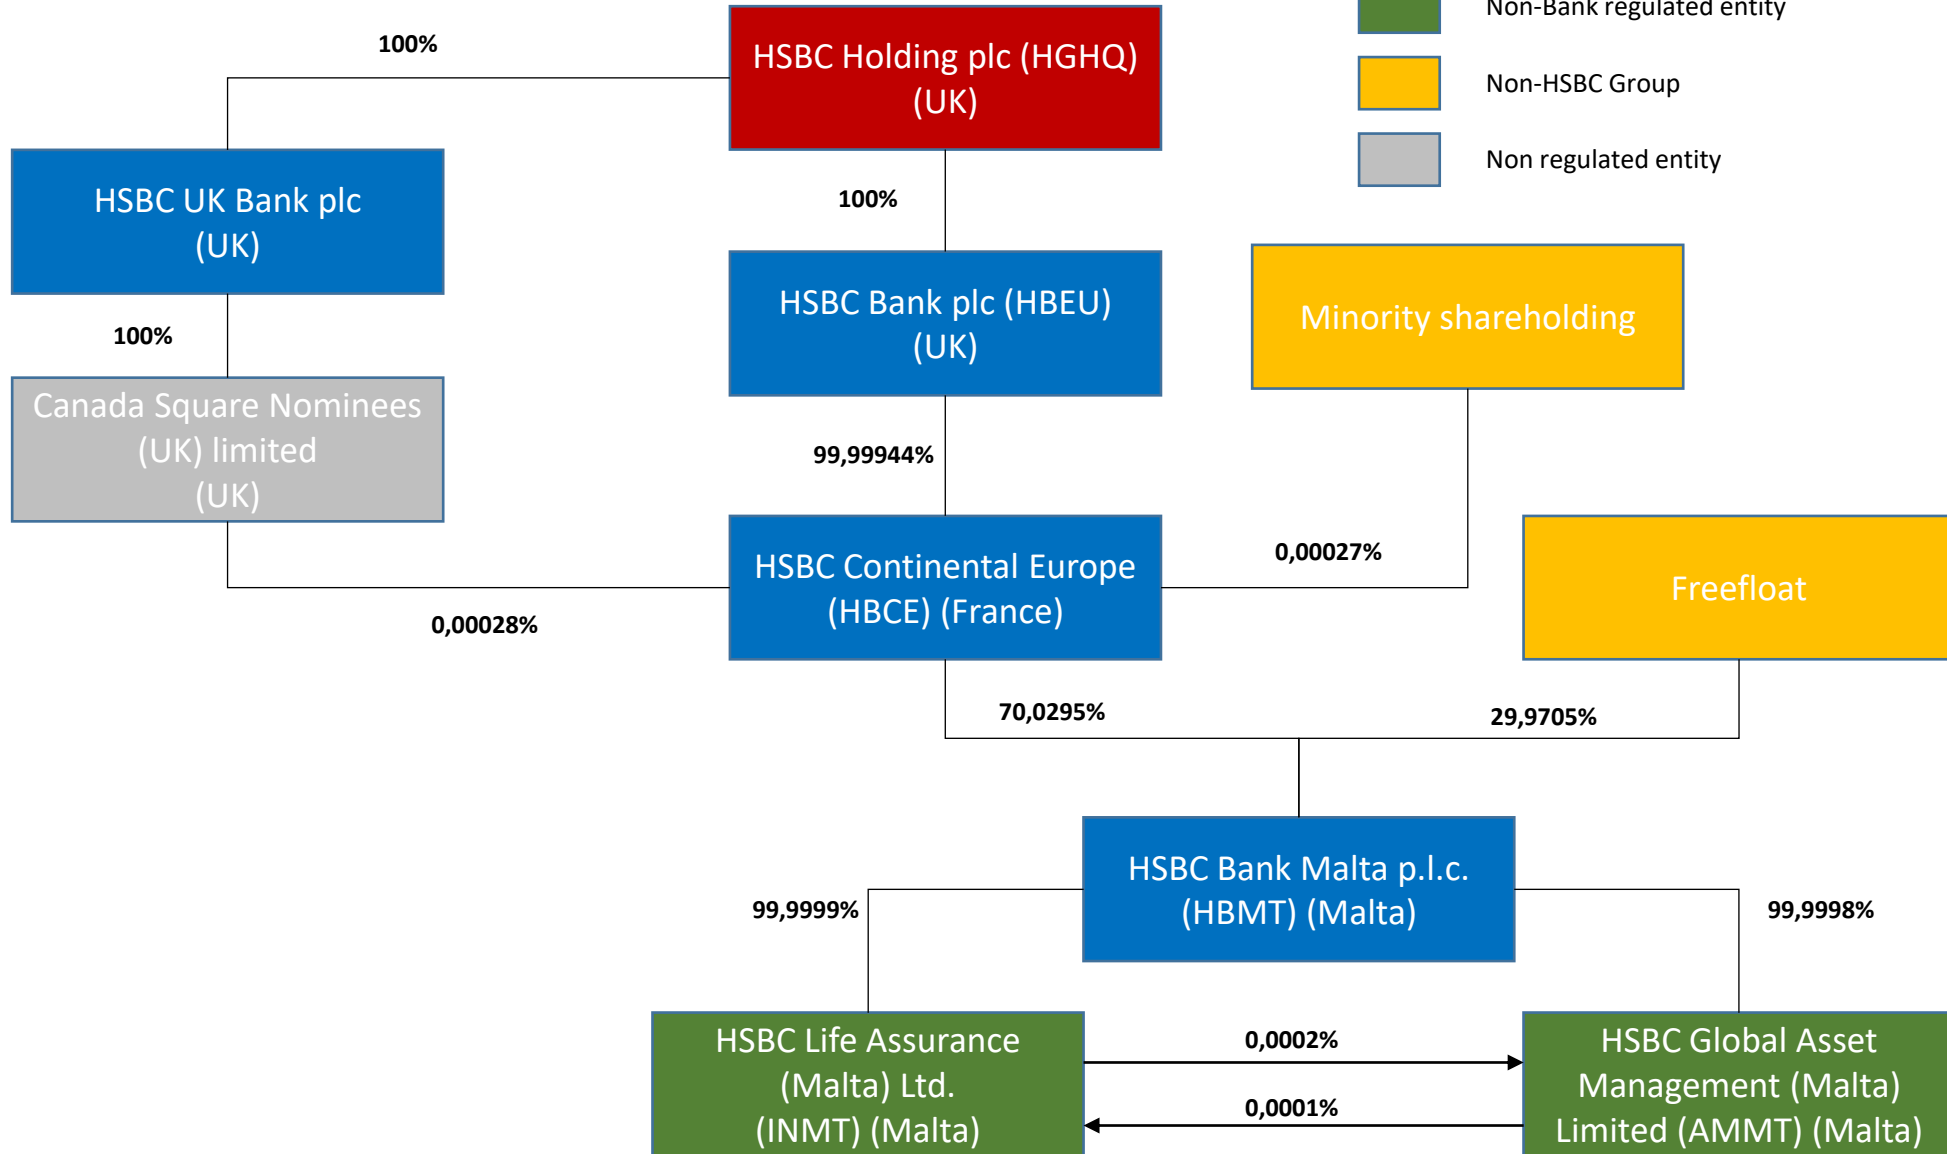 Non-Bank regulated entity
100%
HSBC Holding plc (HGHQ)
(UK)
Non-HSBC Group
Non regulated entity
HSBC UK Bank plc
(UK)
100%
HSBC Bank plc (HBEU)
(UK)
Minority shareholding
100%
Canada Square Nominees
(UK) limited
(UK)
99,99944%
HSBC Continental Europe
(HBCE) (France)
0,00027%
Freefloat
0,00028%
70,0295%
29,9705%
HSBC Bank Malta p.l.c.
(HBMT) (Malta)
99,9999%
99,9998%
HSBC Life Assurance
(Malta) Ltd.
(INMT) (Malta)
0,0002%
0,0001%
HSBC Global Asset
Management (Malta)
Limited (AMMT) (Malta)